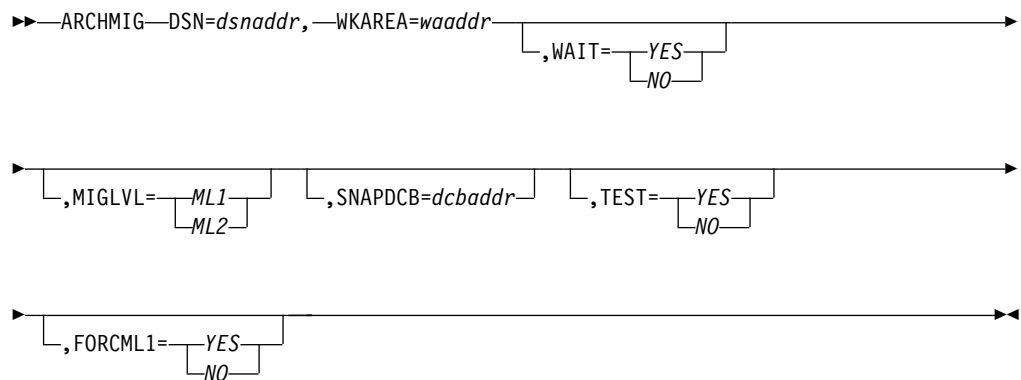 ARCHMIG DSN=dsnaddr, WKAREA=waaddr
,WAIT= YES
NO
,MIGLVL= ML1 ,SNAPDCB=dcbaddr ,TEST= YES
ML2 NO
,FORCML1= YES
NO